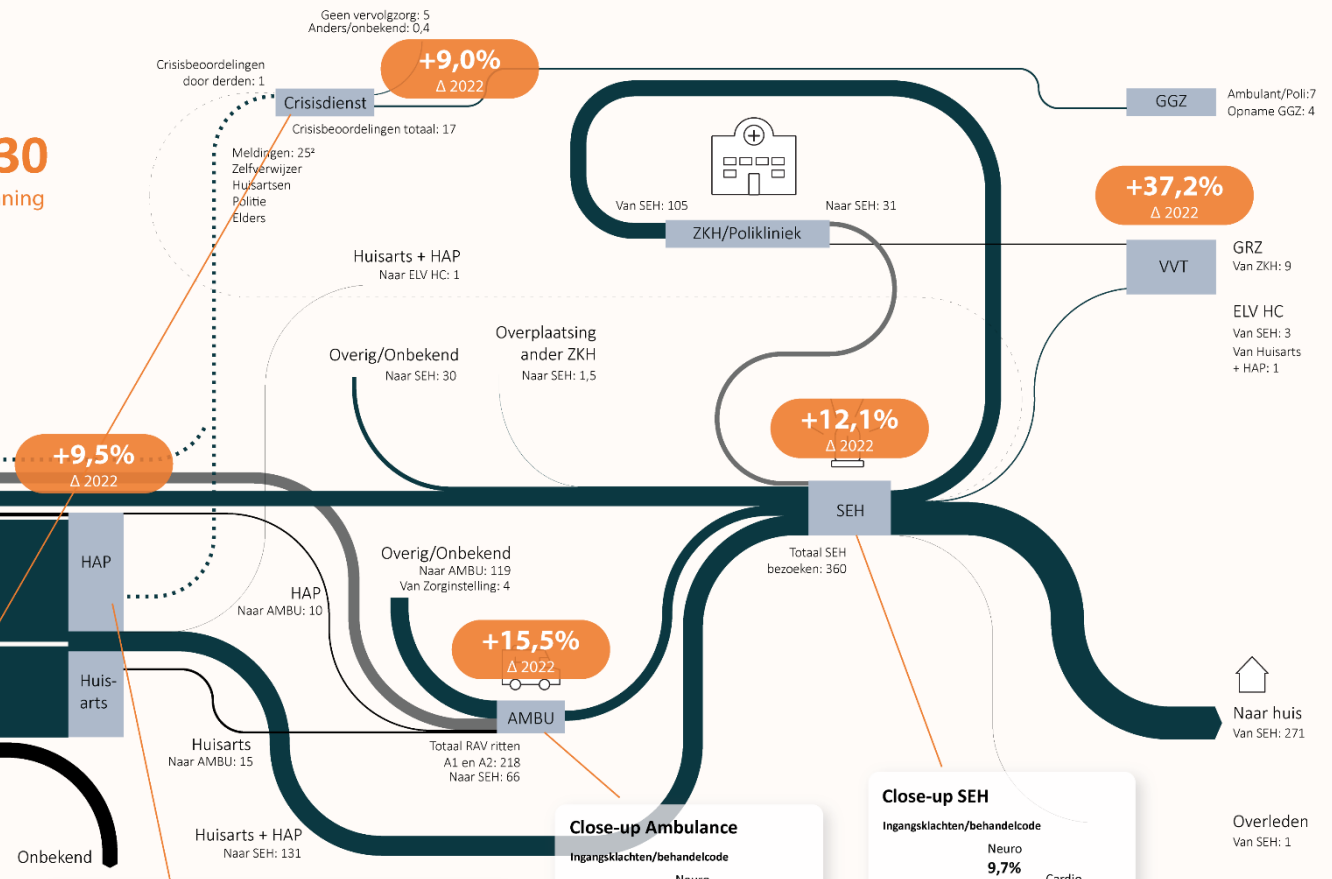 Geen vervolgzorg: 5
Anders/onbekend: 0,4
+9,0%
Δ 2022
Crisisbeoordelingen
door derden: 1
Crisisdienst
Crisisbeoordelingen totaal: 17
GGZ
Ambulant/Poli:7
Opname GGZ: 4
30
ning
Meldingen: 25²
Zelfverwijzer
Huisartsen
Politie
Elders
+37,2%
Δ 2022
Van SEH: 105
Naar SEH: 31
ZKH/Polikliniek
VVT
GRZ
Van ZKH: 9
ELV HC
Van SEH: 3
Van Huisarts
+ HAP: 1
Huisarts + HAP
Naar ELV HC: 1
Overig/Onbekend
Naar SEH: 30
Overplaatsing
ander ZKH
Naar SEH: 1,5
+12,1%
Δ 2022
+9,5%
Δ 2022
SEH
Totaal SEH
bezoeken: 360
HAP
HAP
Naar AMBU: 10
Overig/Onbekend
Naar AMBU: 119
Van Zorginstelling: 4
+15,5%
Δ 2022
AMBU
Totaal RAV ritten
A1 en A2: 218
Naar SEH: 66
Huis-
arts
Huisarts
Naar AMBU: 15
Naar huis
Van SEH: 271
Huisarts + HAP
Naar SEH: 131
Onbekend
Close-up Ambulance
Ingangsklachten/behandelcode
Neuro
Close-up SEH
Ingangsklachten/behandelcode
Neuro
9,7%
Cardio
Overleden
Van SEH: 1